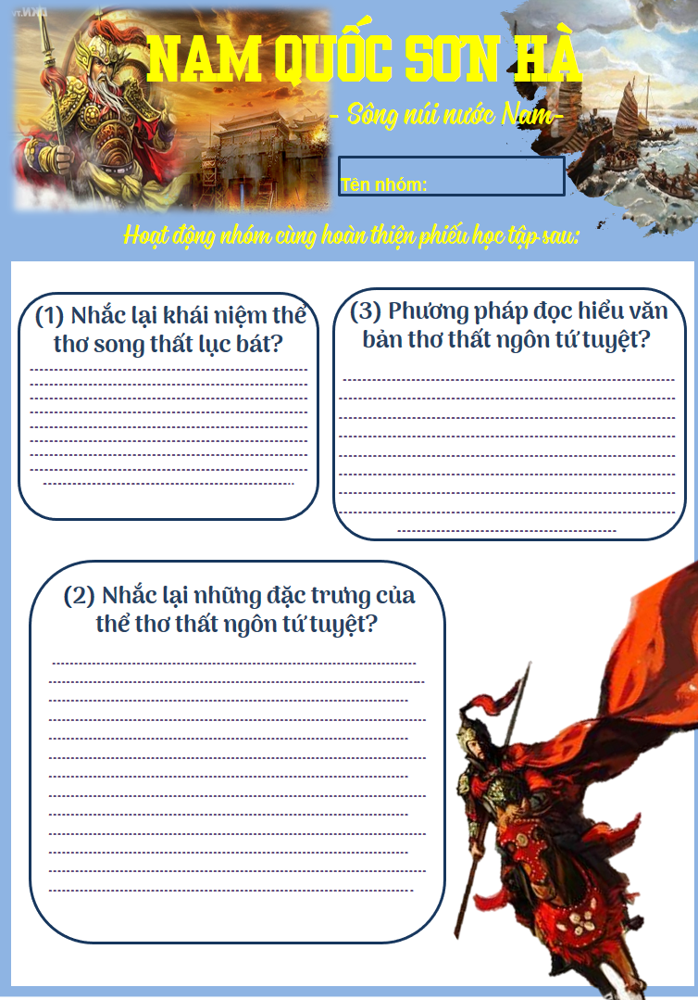 NAM QUỐC SƠN HÀ
- Sông núi nước Nam-
Tên nhóm:
Hoạt động nhóm cùng hoàn thiện phiếu học tập sau:
(1) Nhắc lại khái niệm thể
thơ song thất lục bát?
(3) Phương pháp đọc hiểu văn
bản thơ thất ngôn tứ tuyệt?
(2) Nhắc lại những đặc trưng của
thể thơ thất ngôn tứ tuyệt?